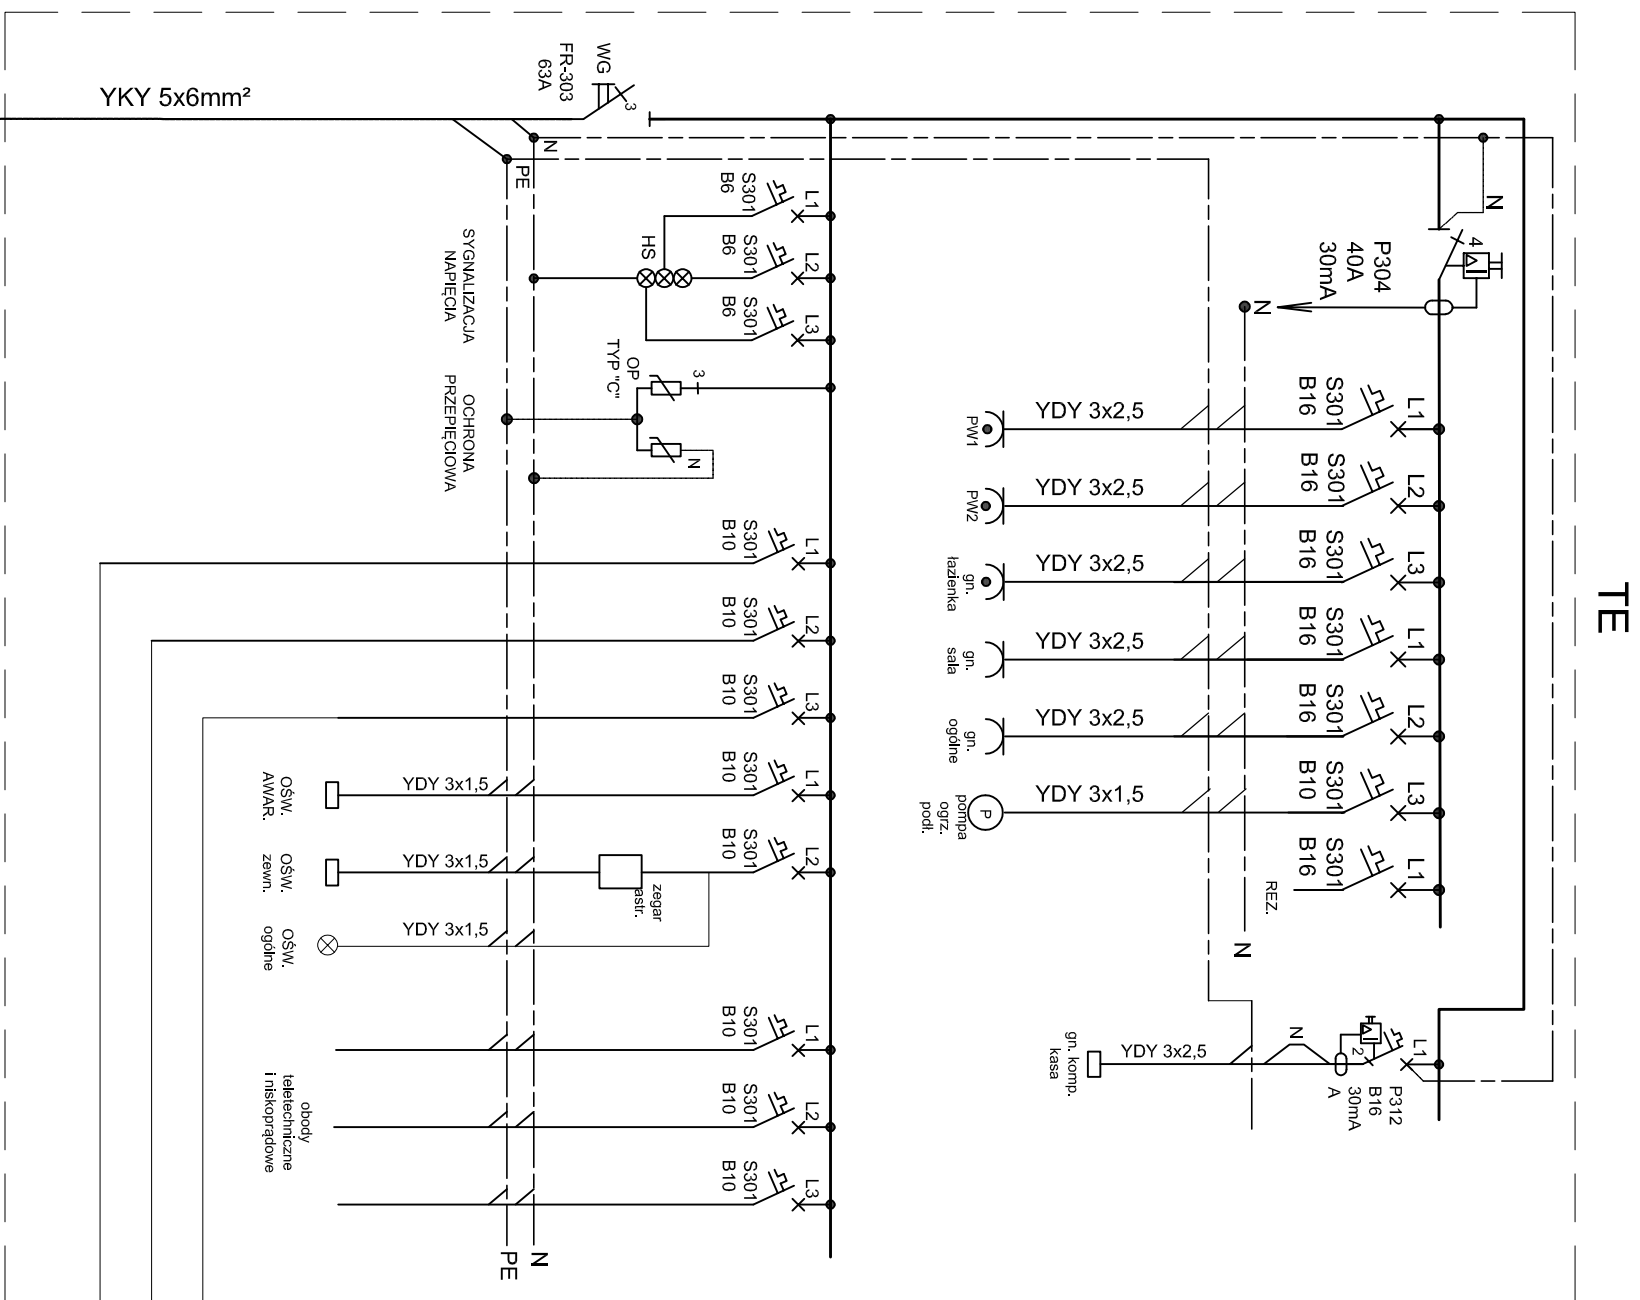 TE
YKY 5x6mm²
WG
FR-303
63A
3
N
PE
L1
S301
B6
L2
S301
B6
L3
S301
B6
HS
SYGNALIZACJA
NAPIĘCIA
OP
TYP "C"
3
N
OCHRONA
PRZEPIĘCIOWA
L1
S301
B10
L2
S301
B10
L3
S301
B10
L1
S301
B10
YDY 3x1,5
OŚW.
AWAR.
L2
S301
B10
zegar
astr.
YDY 3x1,5
OŚW.
zewn.
YDY 3x1,5
OŚW.
ogólne
L1
S301
B10
L2
S301
B10
L3
S301
B10
obody
teletechniczne
i niskoprądowe
N
PE
N
4
P304
40A
30mA
N
L1
S301
B16
YDY 3x2,5
PW1
L2
S301
B16
YDY 3x2,5
PW2
L3
S301
B16
YDY 3x2,5
gn.
łazienka
L1
S301
B16
YDY 3x2,5
gn.
sala
L2
S301
B16
YDY 3x2,5
gn.
ogólne
L3
S301
B10
YDY 3x1,5
P
pompa
ogrz.
podł.
L1
S301
B16
REZ.
N
L1
2
N
P312
B16
30mA
A
YDY 3x2,5
gn. komp.
kasa